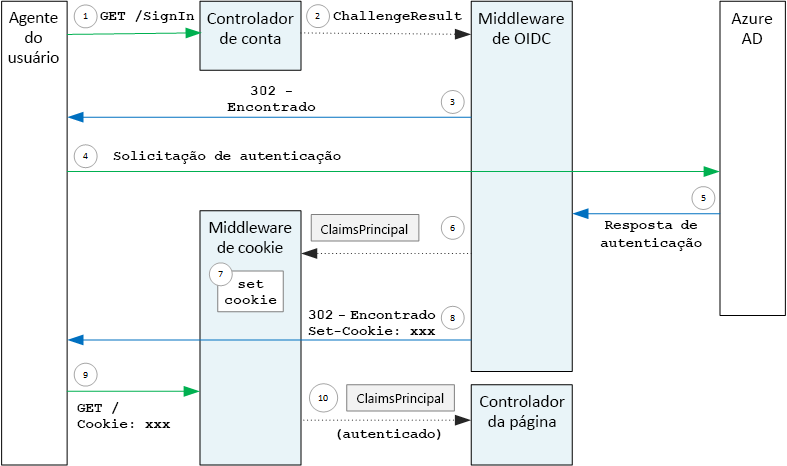 Agente
do
usuário
1
GET /SignIn
Controlador
de conta
2
ChallengeResult
Middleware
de OIDC
Azure
AD
302 -
Encontrado
3
4
Solicitação de autenticação
5
Resposta de
autenticação
Middleware
de cookie
ClaimsPrincipal
6
7
set
cookie
302 - Encontrado
Set-Cookie: xxx
8
9
GET /
Cookie: xxx
10
ClaimsPrincipal
(autenticado)
Controlador
da página